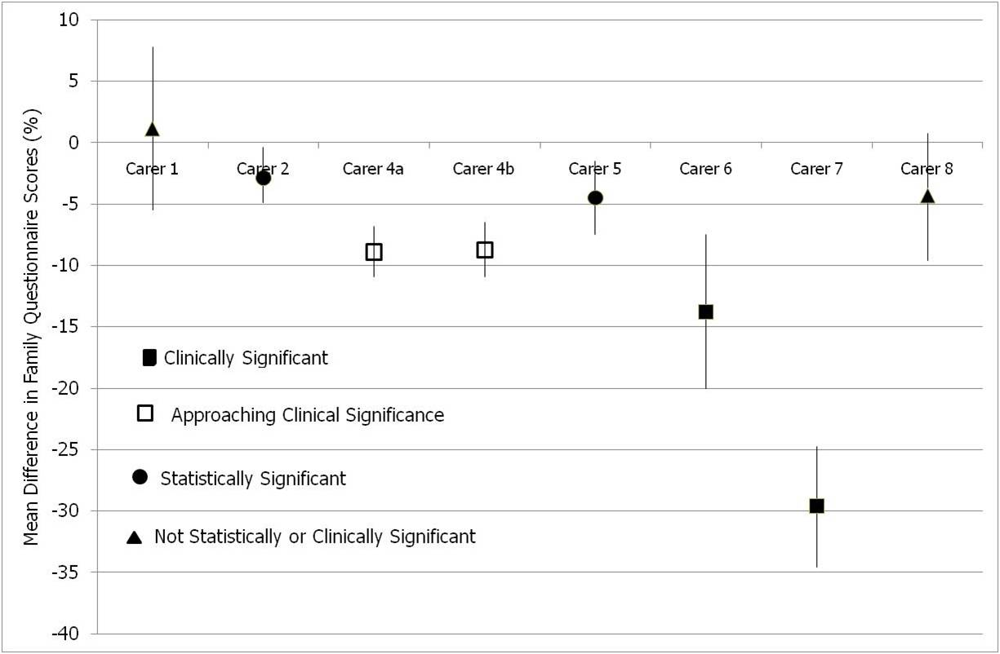 Mean Difference in Family Questionnaire Scores (%)
10
5
0
-5
-10
-15
-20
-25
-30
-35
-40
Carer 1 Carer 2 Carer 4a Carer 4b Carer 5 Carer 6 Carer 7 Carer 8
Clinically Significant
Approaching Clinical Significance
Statistically Significant
Not Statistically or Clinically Significant